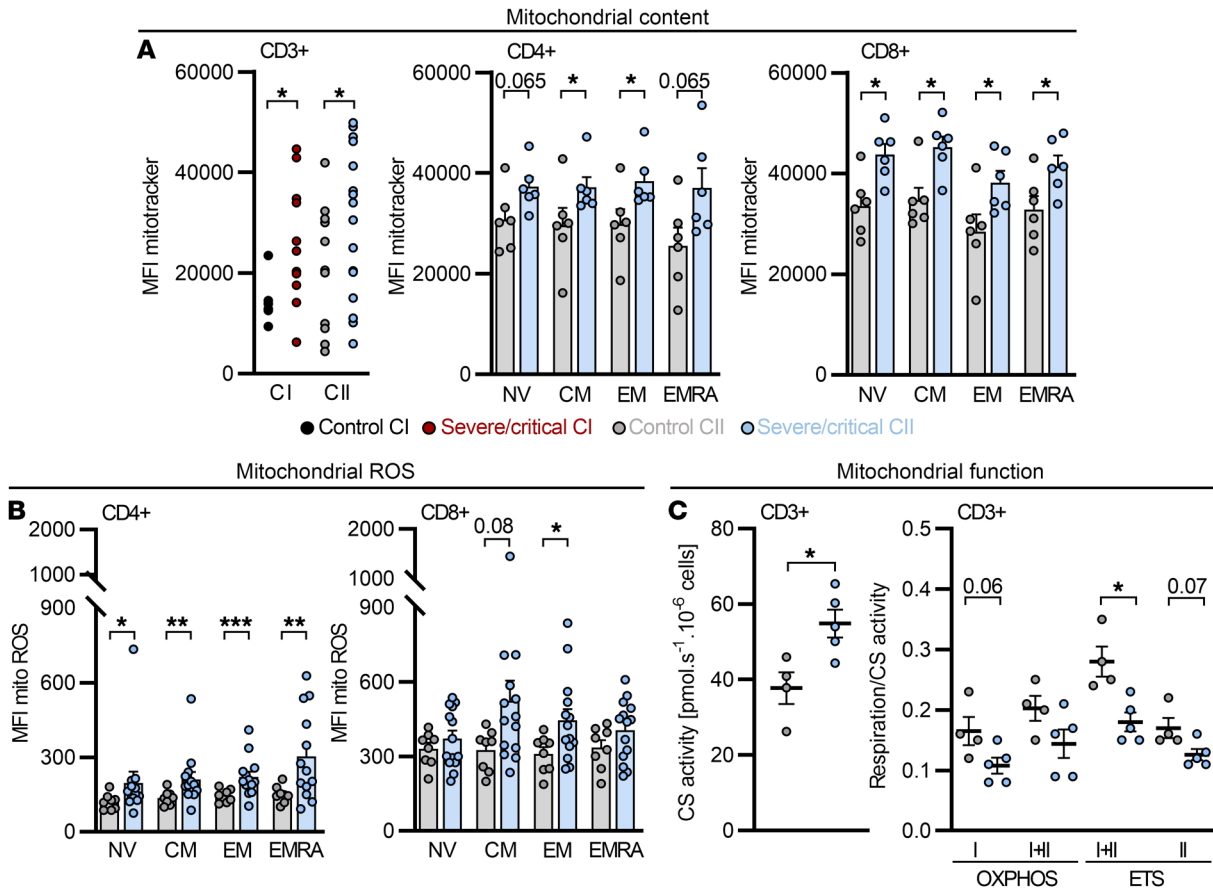 Mitochondrial content
A
CD3+
CD4+
CD8+
MFI mitotracker
60000
40000
20000
0
*
*
CI
CII
MFI mitotracker
60000
40000
20000
0
0.065
*
*
0.065
NV
CM
EM
EMRA
MFI mitotracker
60000
40000
20000
0
*
*
*
*
NV
CM
EM
EMRA
Control CI
Severe/critical CI
Control CII
Severe/critical CII
Mitochondrial ROS
B
CD4+
CD8+
MFI mito ROS
2000
1000
900
600
300
0
*
**
***
**
NV
CM
EM
EMRA
MFI mito ROS
2000
1000
900
600
300
0
0.08
*
NV
CM
EM
EMRA
Mitochondrial function
C
CD3+
CD3+
CS activity [pmol.s⁻¹.10⁻⁶ cells]
80
60
40
20
0
*
Respiration/CS activity
0.5
0.4
0.3
0.2
0.1
0.0
0.06
*
0.07
I
I+II
I+II
II
OXPHOS
ETS